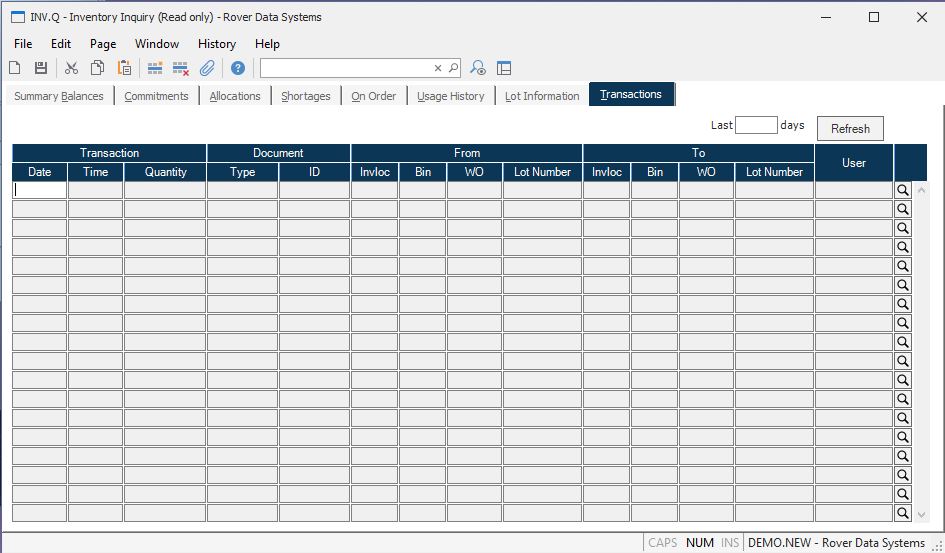 INV.Q - Inventory Inquiry (Read only) - Rover Data Systems
File Edit Page Window History Help
Summary Balances Commitments Allocations Shortages On Order Usage History Lot Information Transactions
Last days Refresh
Transaction Document From To User
Date Time Quantity Type ID Invloc Bin WO Lot Number Invloc Bin WO Lot Number
CAPS NUM INS DEMO.NEW - Rover Data Systems